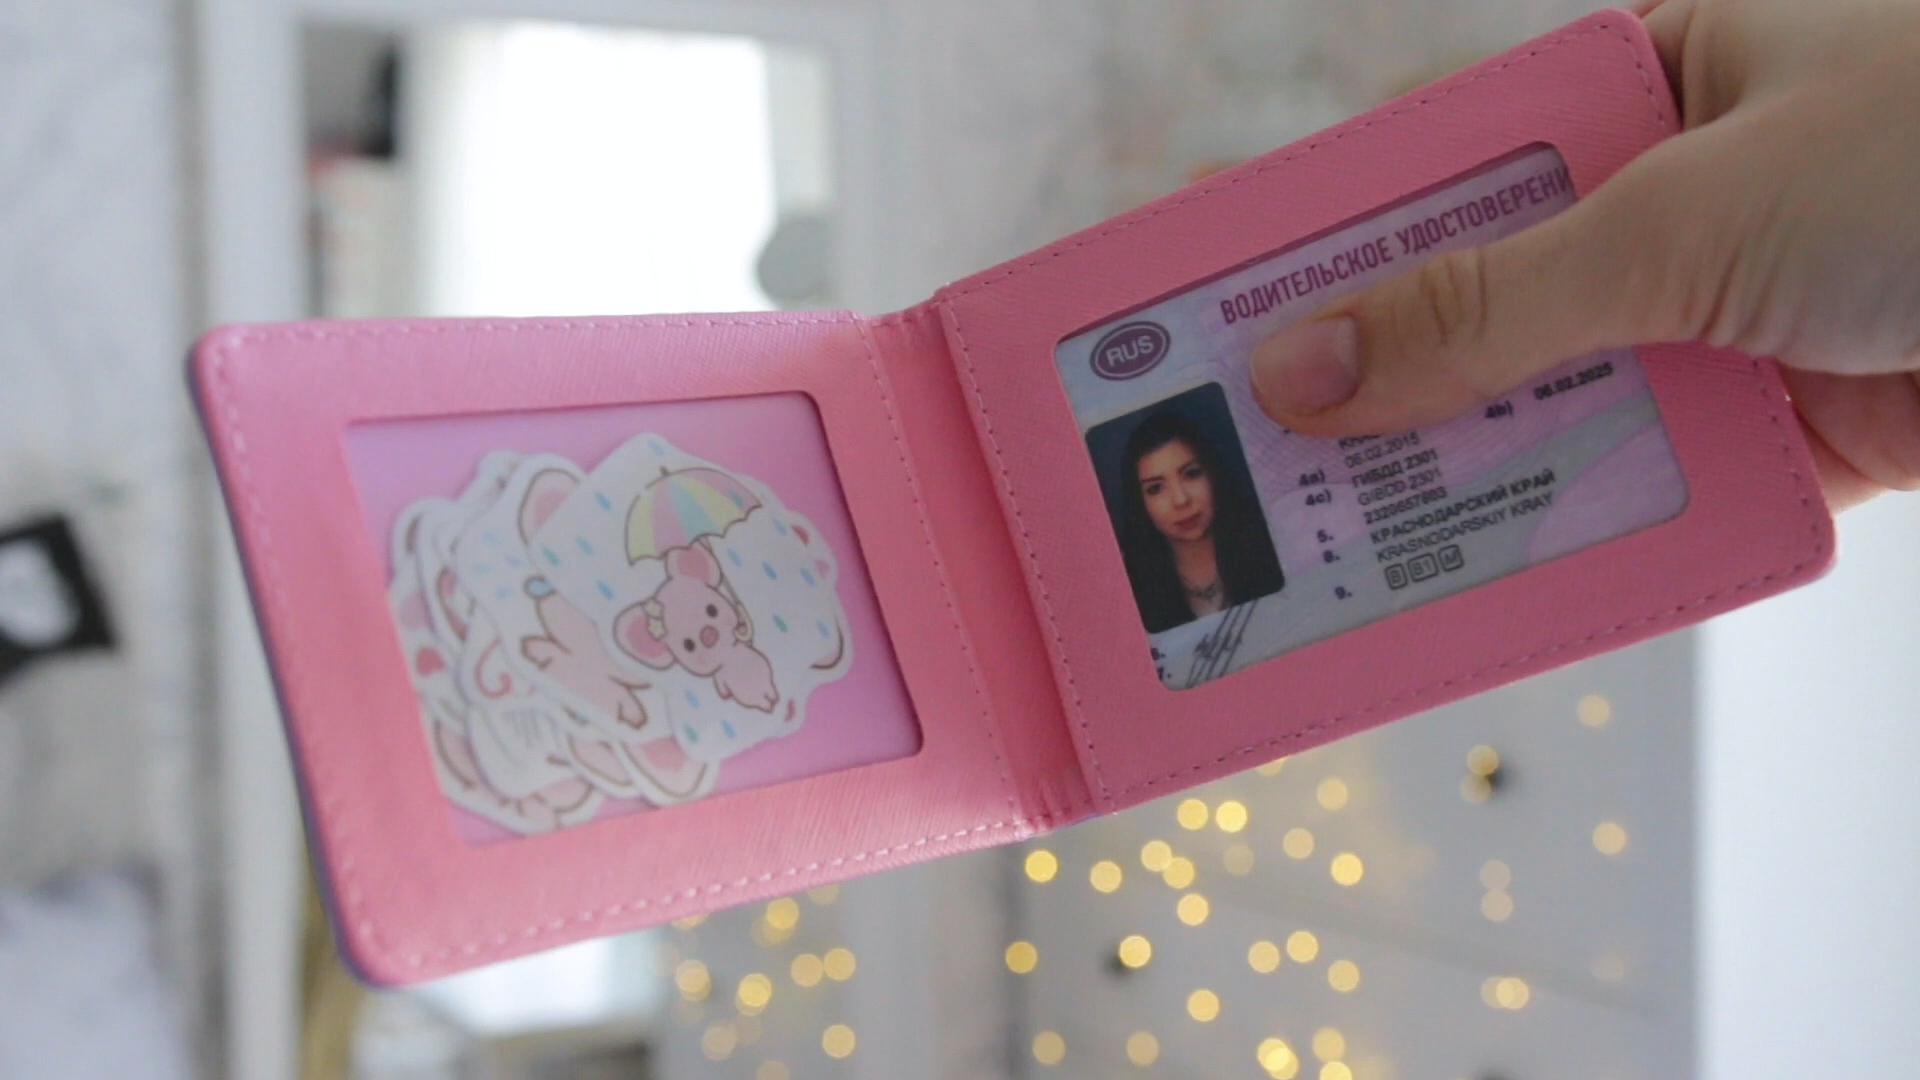 ВОДИТЕЛЬСКОЕ УДОСТОВЕРЕНИ
RUS
4b) 06.02.2025
06.02.2015
4a) ГИБДД 2301
4c) GIBDD 2301
5. 2320657803
КРАСНОДАРСКИЙ КРАЙ
8. KRASNODARSKIY KRAY
9. B B1 M